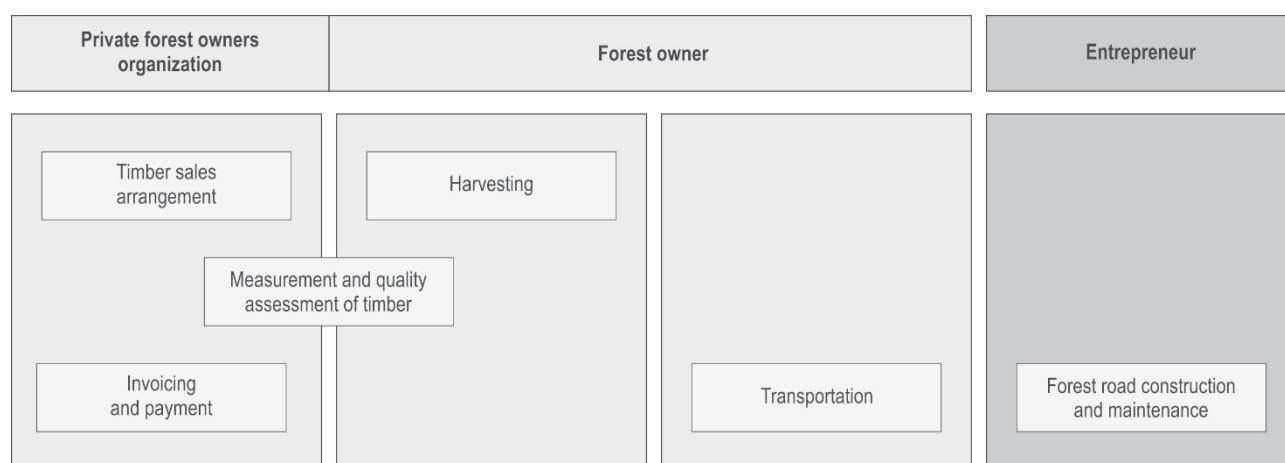 Private forest owners
organization
Forest owner
Entrepreneur
Timber sales
arrangement
Harvesting
Measurement and quality
assessment of timber
Invoicing
and payment
Transportation
Forest road construction
and maintenance